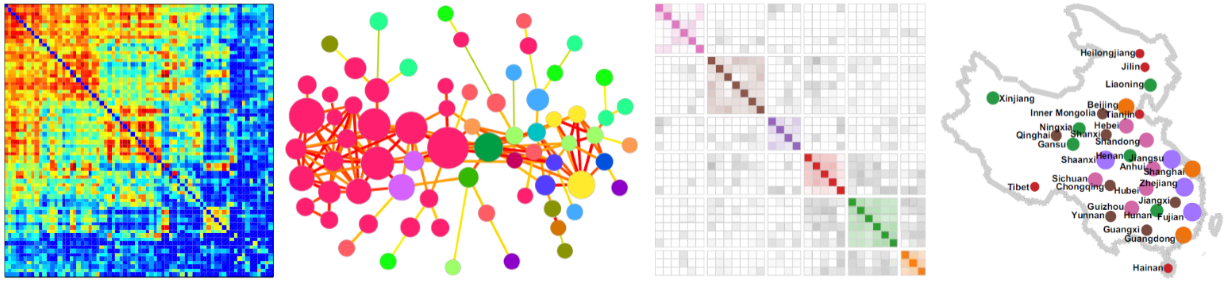 Heilongjiang
Jilin
Liaoning
Xinjiang
Beijing
Inner Mongolia
Tianjin
Ningxia
Hebei
Qinghai
Shanxi
Shandong
Gansu
Henan
Jiangsu
Shaanxi
Anhui
Shanghai
Sichuan
Tibet
Chongqing
Hubei
Zhejiang
Jiangxi
Guizhou
Yunnan
Hunan
Fujian
Guangxi
Guangdong
Hainan